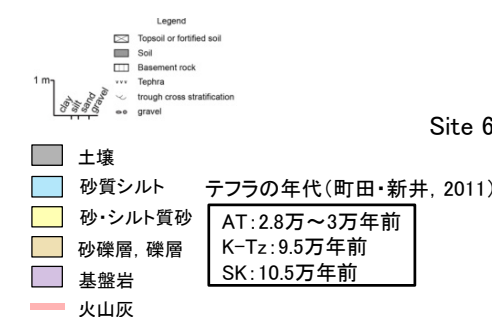 Legend
Topsoil or fortified soil
Soil
Basement rock
Tephra
trough cross stratification
gravel
1 m
clay
silt
sand
gravel
Site 6
土壌
砂質シルト
砂・シルト質砂
砂礫層, 礫層
基盤岩
火山灰
テフラの年代(町田・新井, 2011)
AT:2.8万~3万年前
K-Tz:9.5万年前
SK:10.5万年前